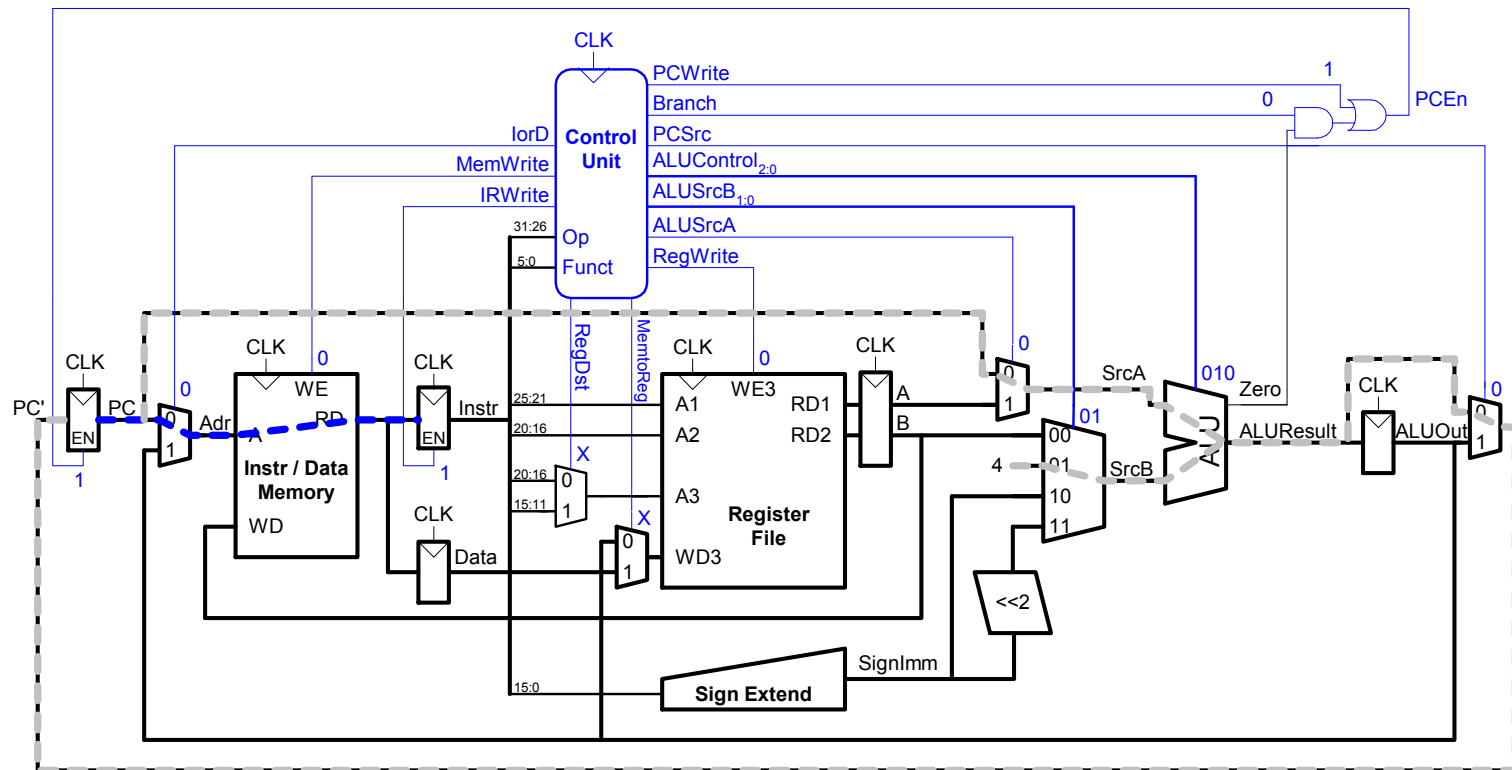 CLK
PCWrite
1
Branch
0
PCEn
IorD
Control
Unit
PCSrc
MemWrite
ALUControl2:0
IRWrite
ALUSrcB1:0
31:26
Op
ALUSrcA
5:0
Funct
RegWrite
RegDst
MemtoReg
CLK
CLK
CLK
CLK
CLK
0
0
0
0
010
0
PC'
EN
PC
0
1
Adr
WE
A
RD
Instr / Data
Memory
WD
EN
Instr
25:21
A1
WE3
RD1
A
0
1
SrcA
Zero
CLK
0
1
20:16
A2
RD2
B
01
00
4
01
SrcB
ALU
ALUResult
ALUOut
1
1
X
20:16
0
A3
10
15:11
1
X
Register
File
11
CLK
Data
0
1
WD3
<<2
SignImm
15:0
Sign Extend